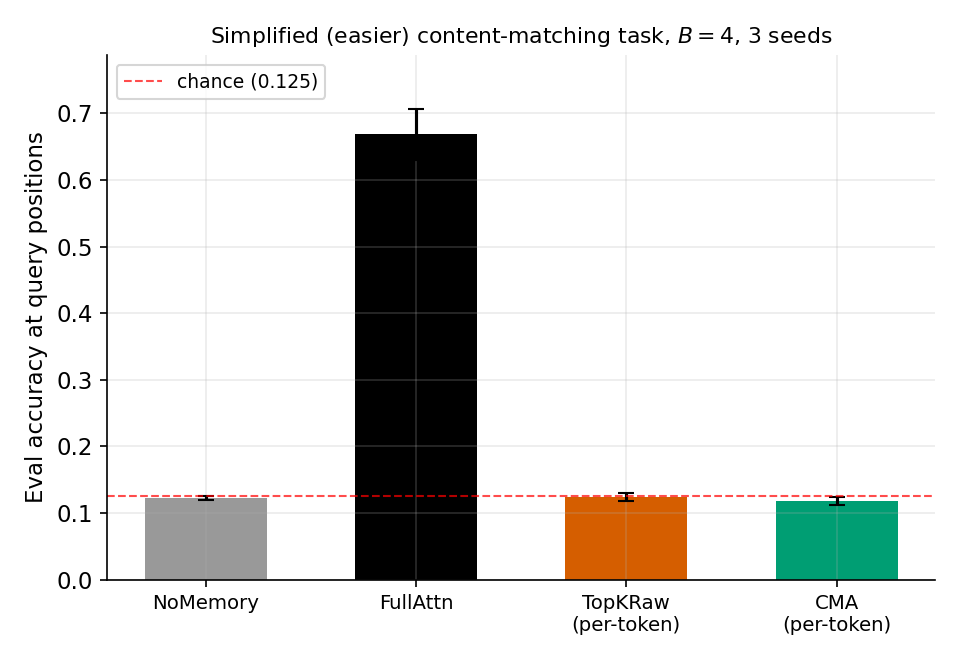 Simplified (easier) content-matching task, B = 4, 3 seeds
chance (0.125)
Eval accuracy at query positions
0.7
0.6
0.5
0.4
0.3
0.2
0.1
0.0
NoMemory
FullAttn
TopKRaw
(per-token)
CMA
(per-token)